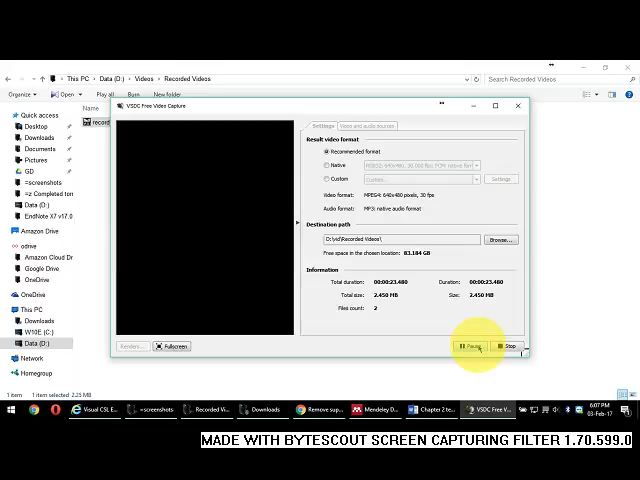 This PC > Data (D:) > Videos > Recorded Videos
Search Recorded Videos
Organize Open Play all Burn New folder
Name
Quick access
Desktop
Downloads
Documents
Pictures
GD
=screenshots
EndNote X7 v17.0
Data (D:)
Amazon Drive
odrive
Amazon Cloud Dr
Google Drive
OneDrive
OneDrive
This PC
Downloads
W10E (C:)
Data (D:)
Network
Homegroup
1 item 1 item selected 2.25 MB
VSDC Free Video Capture
Settings Video and audio sources
Result video format
Recommended format
Native
Custom Custom... Settings
Video format: MPEG4: 640x480 pixels, 30 fps
Audio format: MP3: native audio format
Destination path
D:\vid\Recorded Videos\ Browse...
Free space in the chosen location: 83.184 GB
Information
Total duration: 00:00:23.480 Duration: 00:00:23.480
Total size: 2.450 MB Size: 2.450 MB
Files count: 2
Fullscreen
Pause Stop
Visual CSL E... =screenshots Recorded Vi... Downloads Remove sup... Mendeley D... Chapter 2 te... VSDC Free V...
6:07 PM
03-Feb-17
MADE WITH BYTESCOUT SCREEN CAPTURING FILTER 1.70.599.0